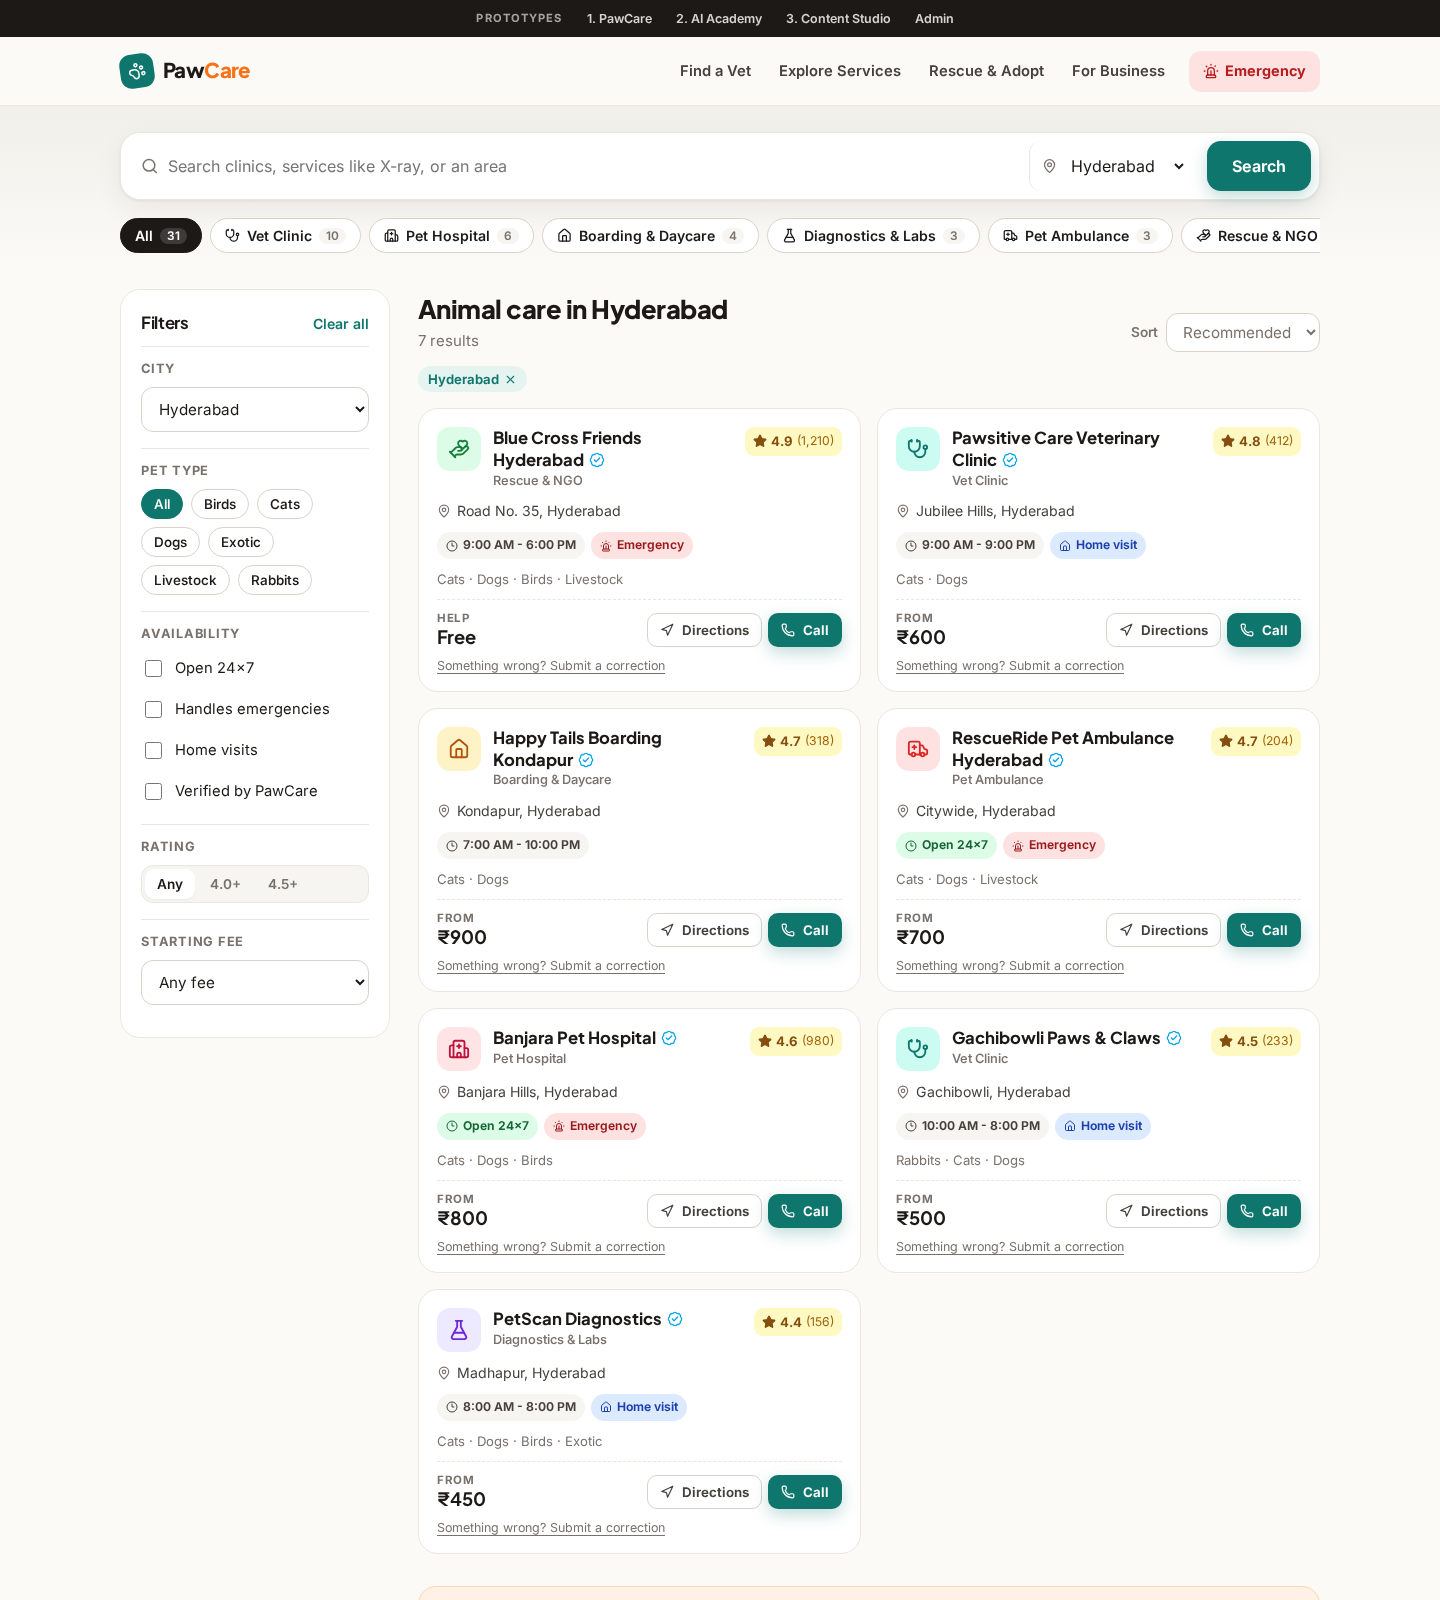 PROTOTYPES 1. PawCare 2. AI Academy 3. Content Studio Admin
PawCare Find a Vet Explore Services Rescue & Adopt For Business Emergency
Search clinics, services like X-ray, or an area Hyderabad Search
All 31 Vet Clinic 10 Pet Hospital 6 Boarding & Daycare 4 Diagnostics & Labs 3 Pet Ambulance 3 Rescue & NGO
Filters Clear all
CITY
Hyderabad
PET TYPE
All Birds Cats
Dogs Exotic
Livestock Rabbits
AVAILABILITY
Open 24×7
Handles emergencies
Home visits
Verified by PawCare
RATING
Any 4.0+ 4.5+
STARTING FEE
Any fee
Animal care in Hyderabad
7 results
Sort Recommended
Hyderabad
Blue Cross Friends
Hyderabad
4.9 (1,210)
Rescue & NGO
Road No. 35, Hyderabad
9:00 AM - 6:00 PM Emergency
Cats · Dogs · Birds · Livestock
HELP
Free
Directions Call
Something wrong? Submit a correction
Pawsitive Care Veterinary
Clinic
4.8 (412)
Vet Clinic
Jubilee Hills, Hyderabad
9:00 AM - 9:00 PM Home visit
Cats · Dogs
FROM
₹600
Directions Call
Something wrong? Submit a correction
Happy Tails Boarding
Kondapur
4.7 (318)
Boarding & Daycare
Kondapur, Hyderabad
7:00 AM - 10:00 PM
Cats · Dogs
FROM
₹900
Directions Call
Something wrong? Submit a correction
RescueRide Pet Ambulance
Hyderabad
4.7 (204)
Pet Ambulance
Citywide, Hyderabad
Open 24×7 Emergency
Cats · Dogs · Livestock
FROM
₹700
Directions Call
Something wrong? Submit a correction
Banjara Pet Hospital
4.6 (980)
Pet Hospital
Banjara Hills, Hyderabad
Open 24×7 Emergency
Cats · Dogs · Birds
FROM
₹800
Directions Call
Something wrong? Submit a correction
Gachibowli Paws & Claws
4.5 (233)
Vet Clinic
Gachibowli, Hyderabad
10:00 AM - 8:00 PM Home visit
Rabbits · Cats · Dogs
FROM
₹500
Directions Call
Something wrong? Submit a correction
PetScan Diagnostics
4.4 (156)
Diagnostics & Labs
Madhapur, Hyderabad
8:00 AM - 8:00 PM Home visit
Cats · Dogs · Birds · Exotic
FROM
₹450
Directions Call
Something wrong? Submit a correction